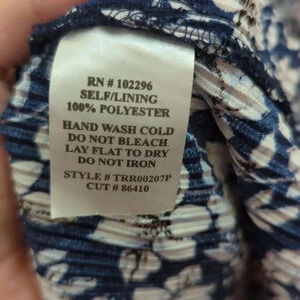 RN # 102296
SELF/LINING
100% POLYESTER
HAND WASH COLD
DO NOT BLEACH
LAY FLAT TO DRY
DO NOT IRON
STYLE # TRR00207P
CUT # 86410